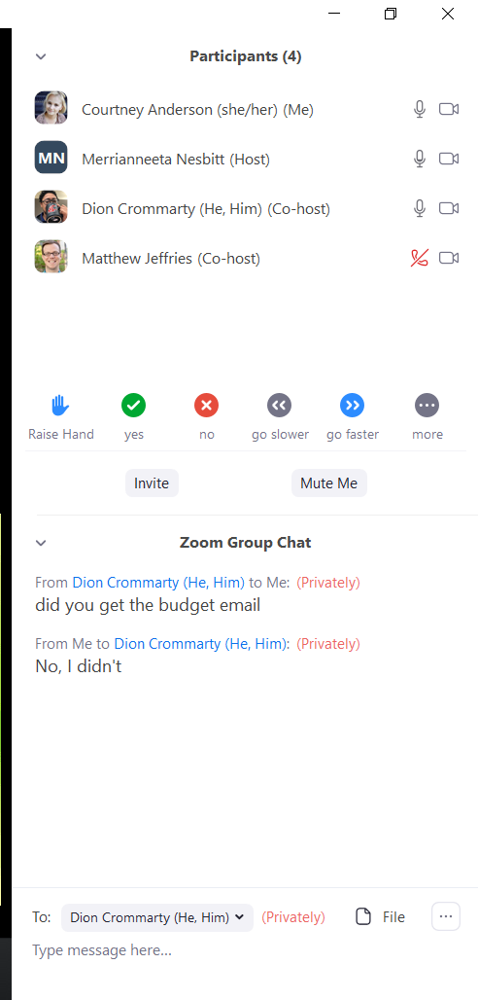 Participants (4)
Courtney Anderson (she/her) (Me)
MN Merrianneeta Nesbitt (Host)
Dion Crommarty (He, Him) (Co-host)
Matthew Jeffries (Co-host)
Raise Hand yes no go slower go faster more
Invite Mute Me
Zoom Group Chat
From Dion Crommarty (He, Him) to Me: (Privately)
did you get the budget email
From Me to Dion Crommarty (He, Him): (Privately)
No, I didn't
To: Dion Crommarty (He, Him) (Privately) File
Type message here...